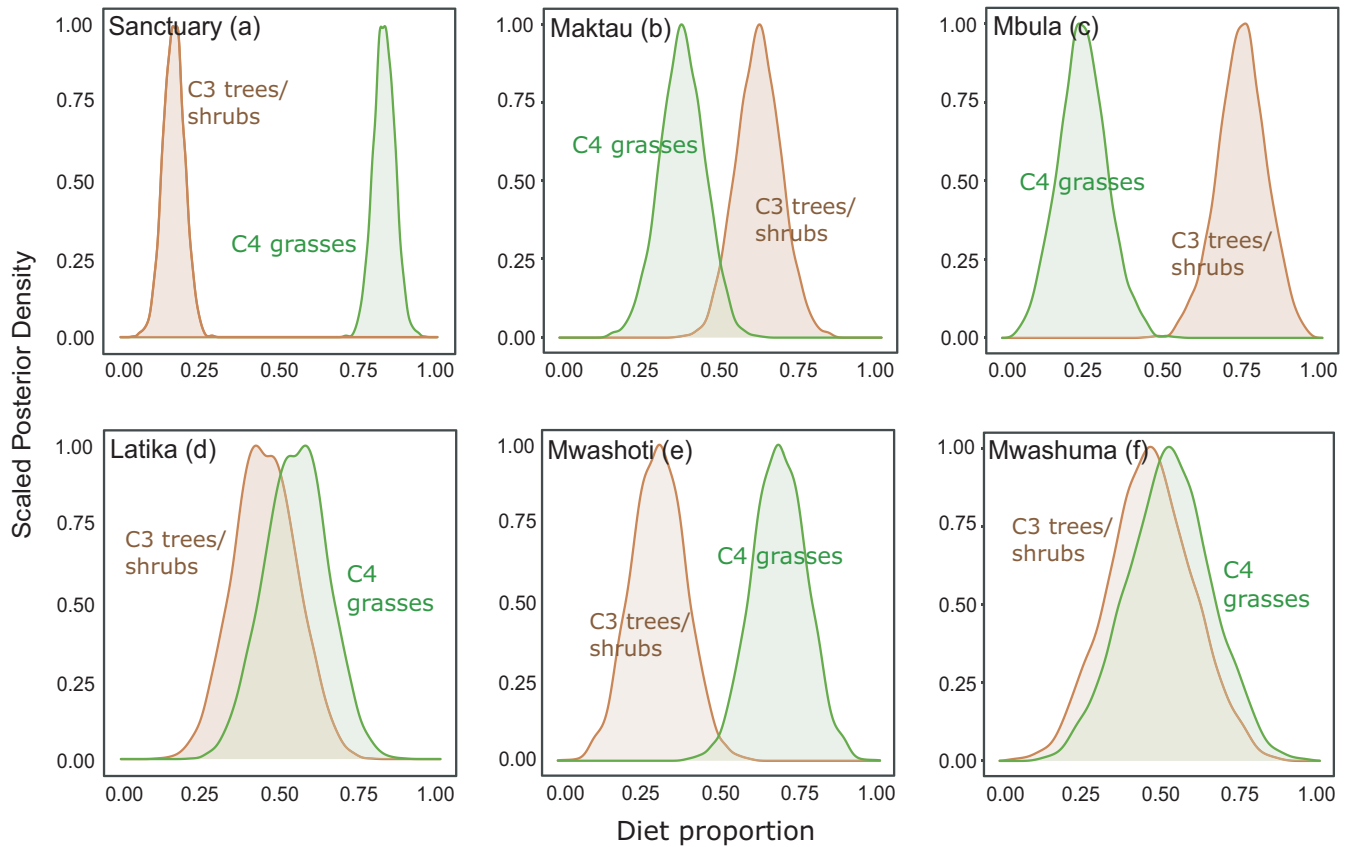 Scaled Posterior Density
Sanctuary (a)
1.00
0.75
0.50
0.25
0.00
C3 trees/
shrubs
C4 grasses
0.00 0.25 0.50 0.75 1.00
Maktau (b)
1.00
0.75
0.50
0.25
0.00
C4 grasses
C3 trees/
shrubs
0.00 0.25 0.50 0.75 1.00
Mbula (c)
1.00
0.75
0.50
0.25
0.00
C4 grasses
C3 trees/
shrubs
0.00 0.25 0.50 0.75 1.00
Latika (d)
1.00
0.75
0.50
0.25
0.00
C3 trees/
shrubs
C4
grasses
0.00 0.25 0.50 0.75 1.00
Mwashoti (e)
1.00
0.75
0.50
0.25
0.00
C4 grasses
C3 trees/
shrubs
0.00 0.25 0.50 0.75 1.00
Mwashuma (f)
1.00
0.75
0.50
0.25
0.00
C3 trees/
shrubs
C4
grasses
0.00 0.25 0.50 0.75 1.00
Diet proportion